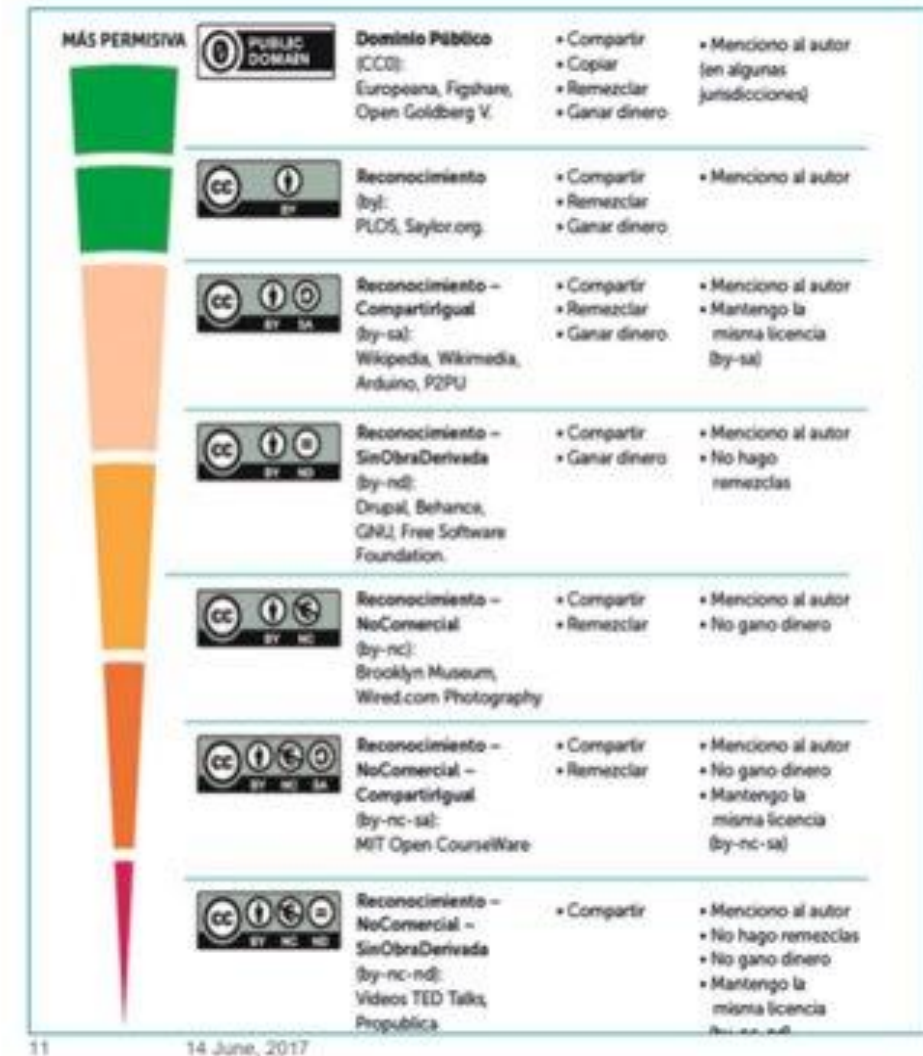 MÁS PERMISIVA
PUBLIC
DOMAIN
Dominio Público
(CC0):
Europeana, Figshare,
Open Goldberg V.
• Compartir
• Copiar
• Remezclar
• Ganar dinero
• Menciono al autor
(en algunas
jurisdicciones)
cc
BY
Reconocimiento
(by):
PLOS, Saylor.org.
• Compartir
• Remezclar
• Ganar dinero
• Menciono al autor
cc
BY SA
Reconocimiento –
CompartirIgual
(by-sa):
Wikipedia, Wikimedia,
Arduino, P2PU
• Compartir
• Remezclar
• Ganar dinero
• Menciono al autor
• Mantengo la
misma licencia
(by-sa)
cc
BY ND
Reconocimiento –
SinObraDerivada
(by-nd):
Drupal, Behance,
GNU, Free Software
Foundation.
• Compartir
• Ganar dinero
• Menciono al autor
• No hago
remezclas
cc
BY NC
Reconocimiento –
NoComercial
(by-nc):
Brooklyn Museum,
Wired.com Photography
• Compartir
• Remezclar
• Menciono al autor
• No gano dinero
cc
BY NC SA
Reconocimiento –
NoComercial –
CompartirIgual
(by-nc-sa):
MIT Open CourseWare
• Compartir
• Remezclar
• Menciono al autor
• No gano dinero
• Mantengo la
misma licencia
(by-nc-sa)
cc
BY NC ND
Reconocimiento –
NoComercial –
SinObraDerivada
(by-nc-nd):
Videos TED Talks,
Propublica
• Compartir
• Menciono al autor
• No hago remezclas
• No gano dinero
• Mantengo la
misma licencia
11
14 June, 2017